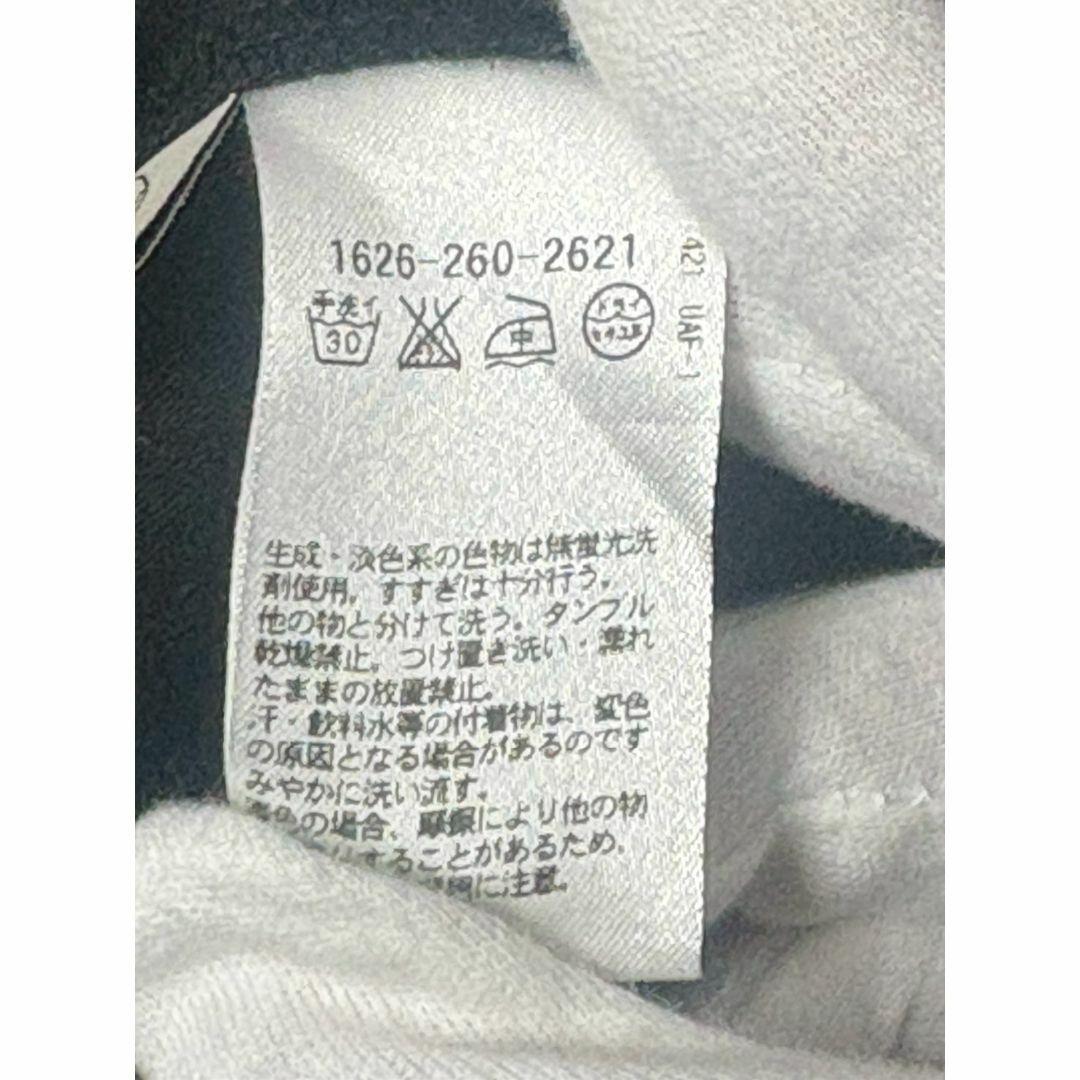 1626-260-2621
手洗イ
30
中
ドライ
セキユ系
421 UAF-1
生成・淡色系の色物は無蛍光洗
剤使用。すすぎは十分行う。
他の物と分けて洗う。タンブル
乾燥禁止。つけ置き洗い・濡れ
たままの放置禁止。
汗・飲料水等の付着物は、変色
の原因となる場合があるのです
みやかに洗い流す。
濃色の場合、摩擦により他の物
することがあるため、
に注意。